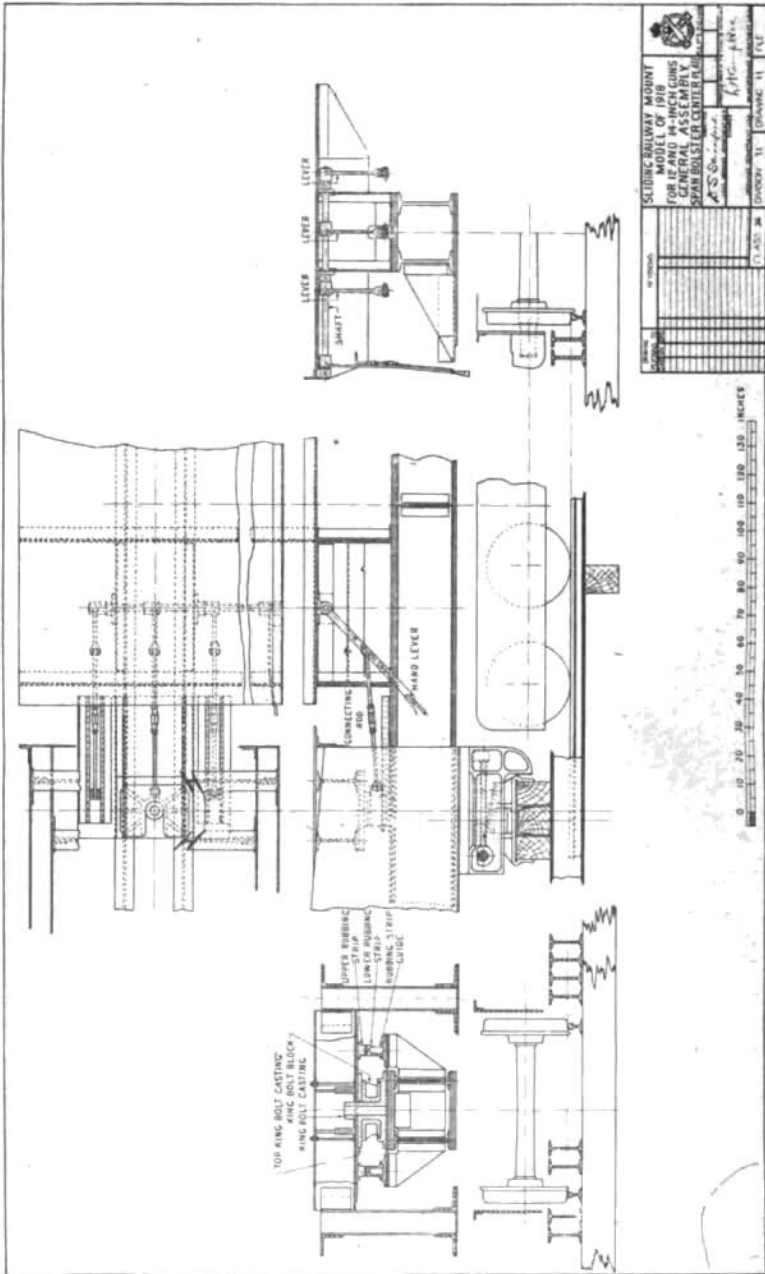 LEVER
LEVER
LEVER
SHAFT
CONNECTING
ROD
HAND LEVER
TOP KING BOLT CASTING
KING BOLT BLOCK
KING BOLT CASTING
UPPER RUBBING
STRIP
LOWER RUBBING
STRIP
RUBBING STRIP
GUIDE
0 10 20 30 40 50 60 70 80 90 100 110 120 130 INCHES
SLIDING RAILWAY MOUNT
MODEL OF 1918
FOR 12 AND 14-INCH GUNS
GENERAL ASSEMBLY
SPAN BOLSTER CENTER PLATE
REVISIONS
DRAWING
CLASS DIVISION 31 DRAWING 11 FILE